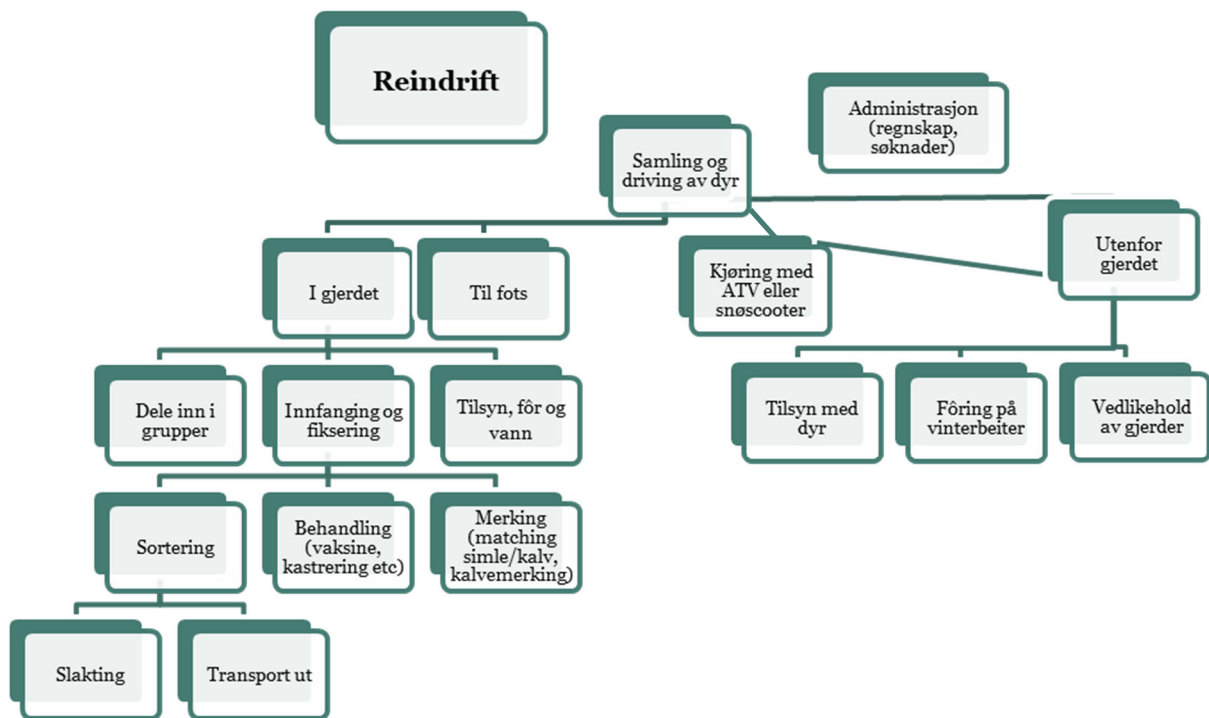 Reindrift
Administrasjon
(regnskap,
søknader)
Samling og
driving av dyr
Utenfor
gjerdet
I gjerdet
Til fots
Kjøring med
ATV eller
snøscooter
Dele inn i
grupper
Innfanging og
fiksering
Tilsyn, fôr og
vann
Tilsyn med
dyr
Fôring på
vinterbeiter
Vedlikehold
av gjerder
Sortering
Behandling
(vaksine,
kastrering etc)
Merking
(matching
simle/kalv,
kalvemerking)
Slakting
Transport ut